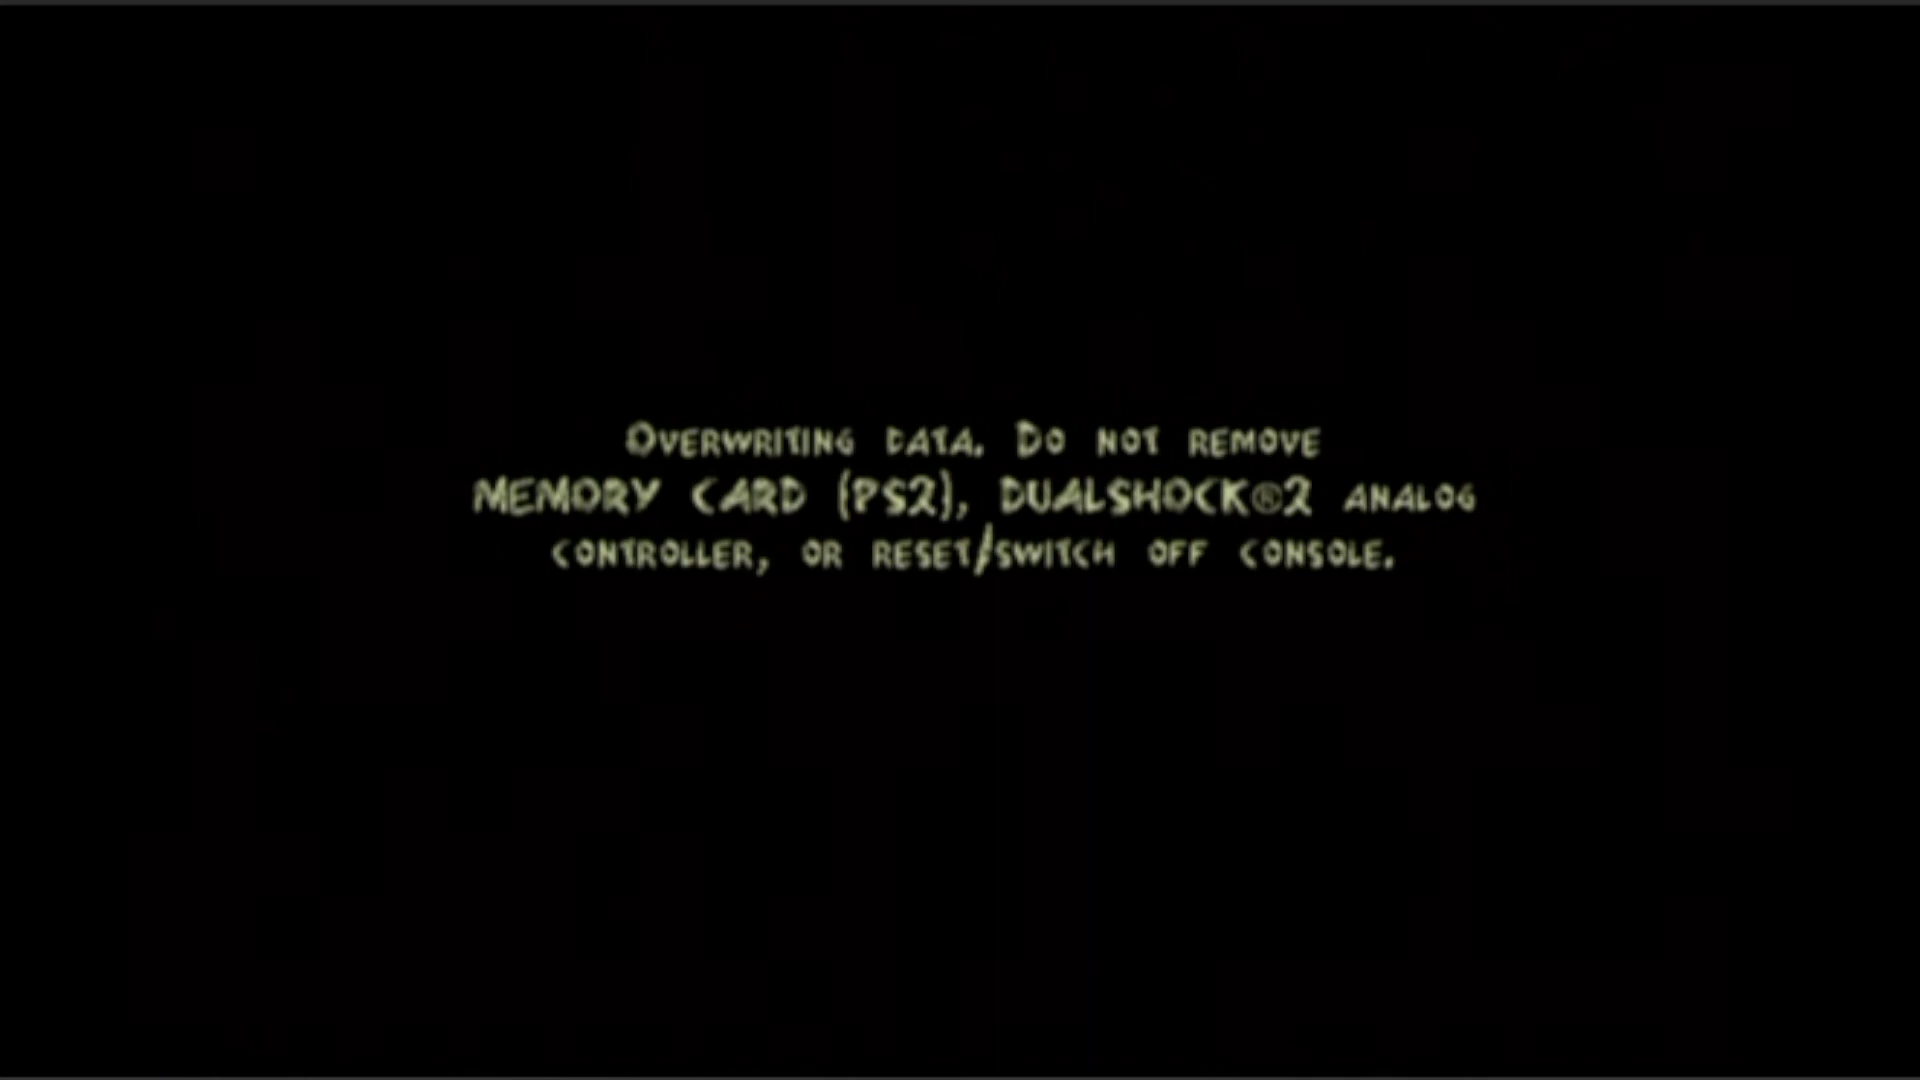 Overwriting data. Do not remove
MEMORY CARD (PS2), DUALSHOCK®2 analog
controller, or reset/switch off console.